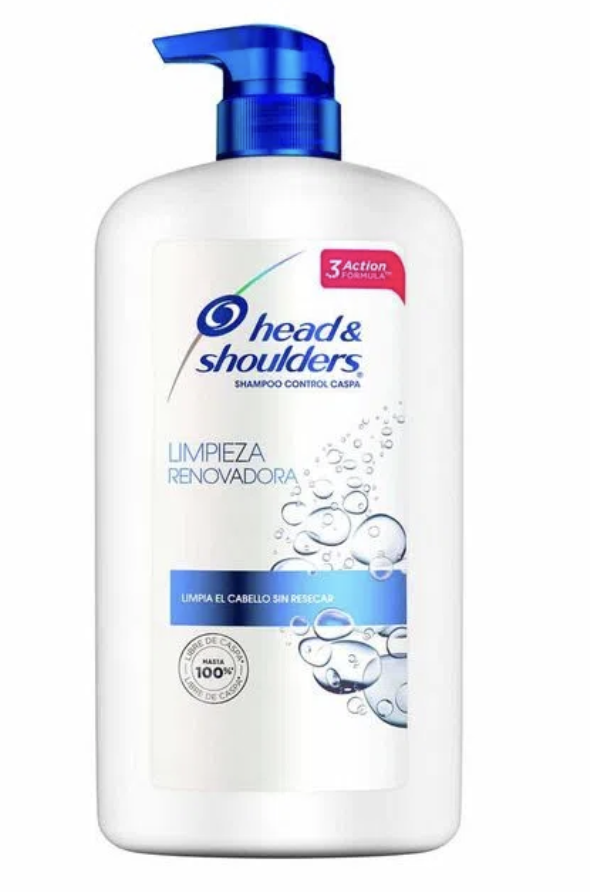 3 Action
FORMULA™
head &
shoulders®
SHAMPOO CONTROL CASPA
LIMPIEZA
RENOVADORA
LIMPIA EL CABELLO SIN RESECAR
LIBRE DE CASPA*
HASTA
100%*
LIBRE DE CASPA*